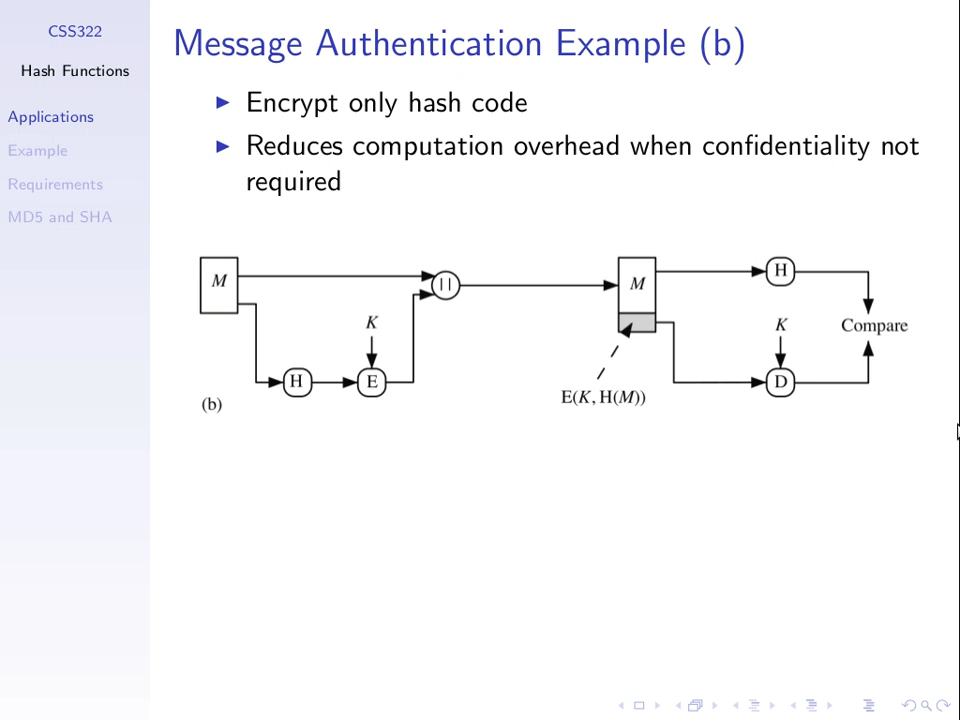 CSS322
Hash Functions
Applications
Example
Requirements
MD5 and SHA
Message Authentication Example (b)
Encrypt only hash code
Reduces computation overhead when confidentiality not
required
M
||
K
H
E
(b)
M
E(K, H(M))
H
K
Compare
D